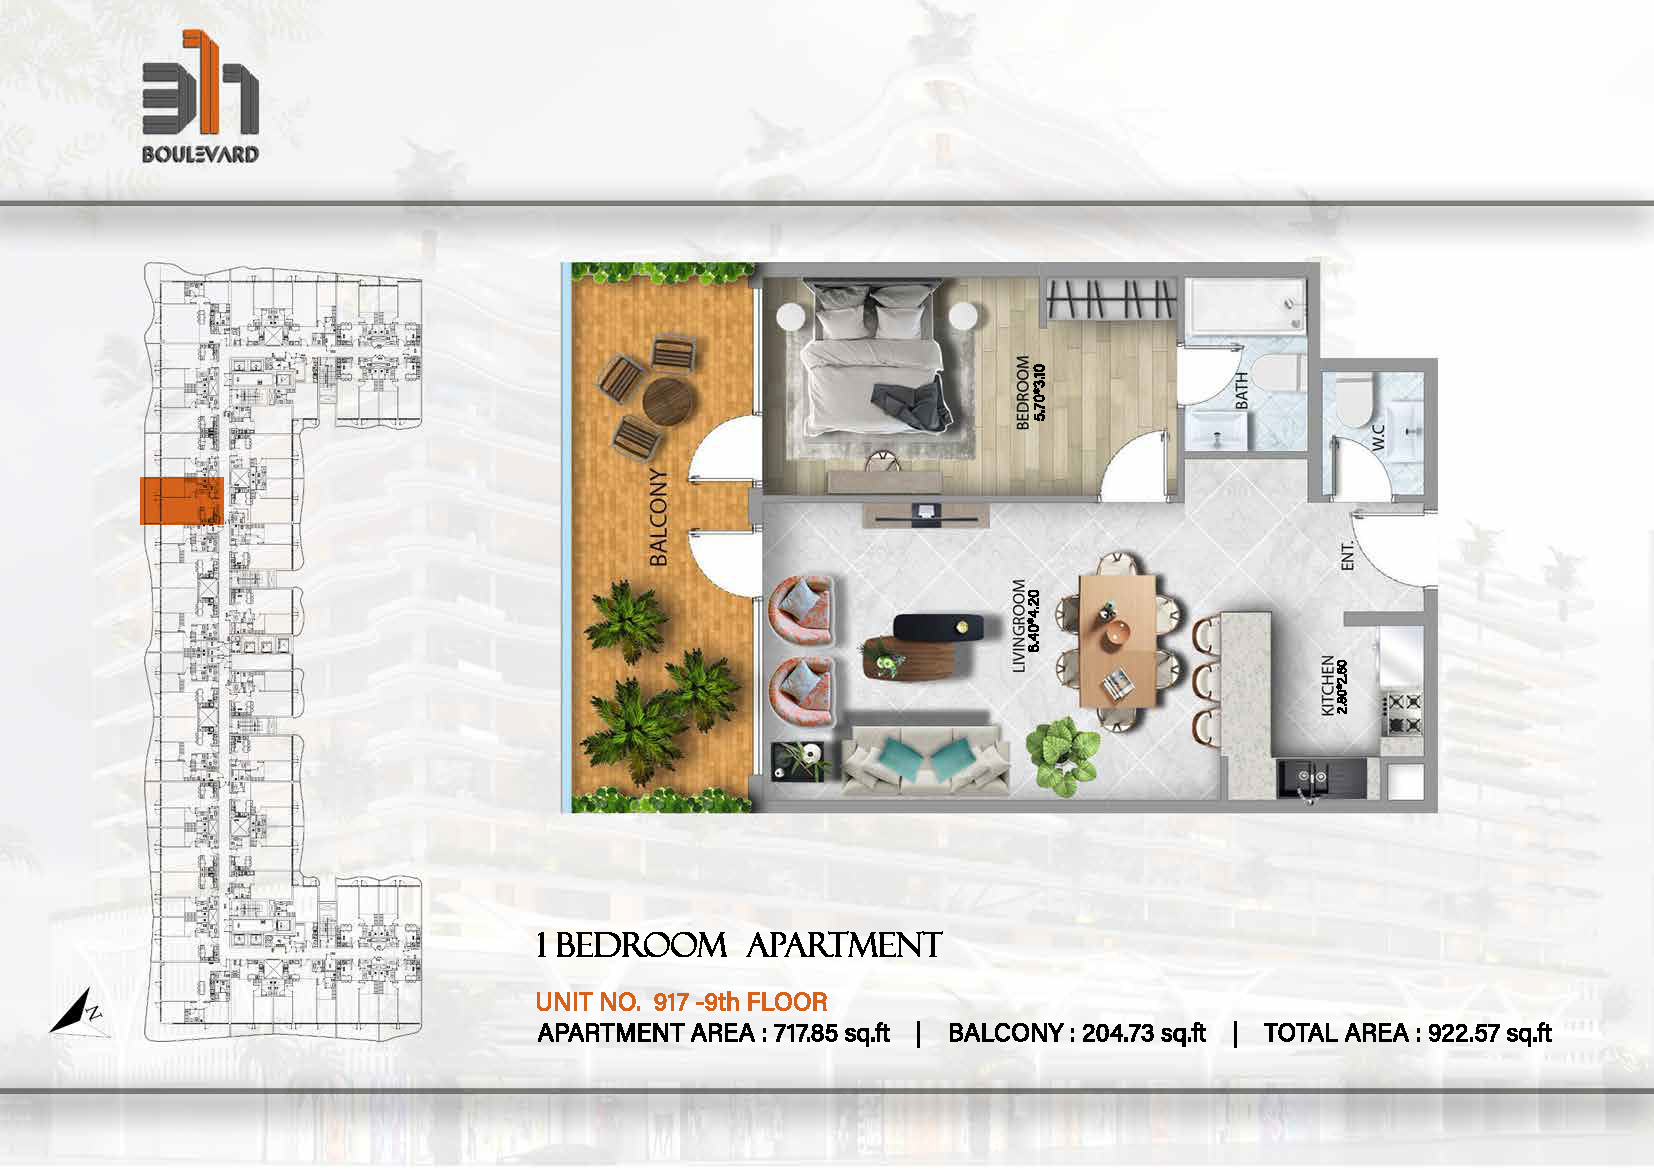 311
BOULEVARD
BALCONY
BEDROOM
5.70*3.10
BATH
W.C
ENT.
LIVINGROOM
6.40*4.20
KITCHEN
2.80*2.50
N
1 BEDROOM APARTMENT
UNIT NO. 917 -9th FLOOR
APARTMENT AREA : 717.85 sq.ft | BALCONY : 204.73 sq.ft | TOTAL AREA : 922.57 sq.ft